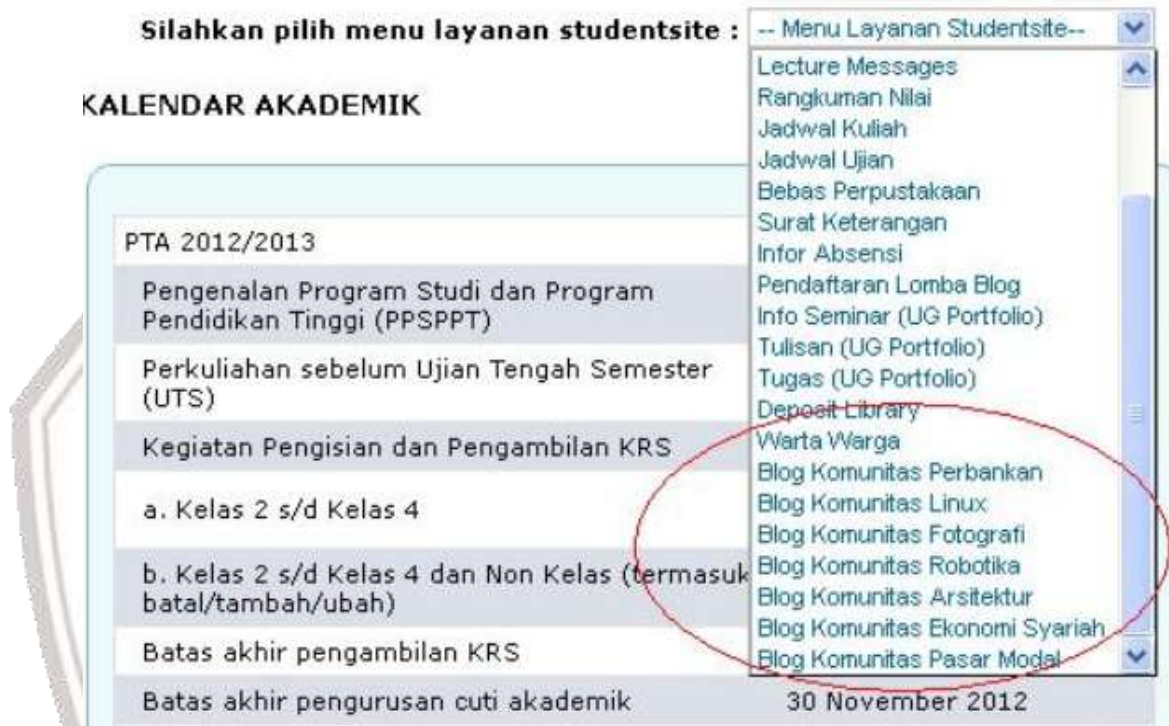 Silahkan pilih menu layanan studentsite : -- Menu Layanan Studentsite--
Lecture Messages
Rangkuman Nilai
Jadwal Kuliah
Jadwal Ujian
Bebas Perpustakaan
Surat Keterangan
Infor Absensi
Pendaftaran Lomba Blog
Info Seminar (UG Portfolio)
Tulisan (UG Portfolio)
Tugas (UG Portfolio)
Deposit Library
Warta Warga
Blog Komunitas Perbankan
Blog Komunitas Linux
Blog Komunitas Fotografi
Blog Komunitas Robotika
Blog Komunitas Arsitektur
Blog Komunitas Ekonomi Syariah
Blog Komunitas Pasar Modal
KALENDAR AKADEMIK
PTA 2012/2013
Pengenalan Program Studi dan Program
Pendidikan Tinggi (PPSPPT)
Perkuliahan sebelum Ujian Tengah Semester
(UTS)
Kegiatan Pengisian dan Pengambilan KRS
a. Kelas 2 s/d Kelas 4
b. Kelas 2 s/d Kelas 4 dan Non Kelas (termasuk
batal/tambah/ubah)
Batas akhir pengambilan KRS
Batas akhir pengurusan cuti akademik 30 November 2012